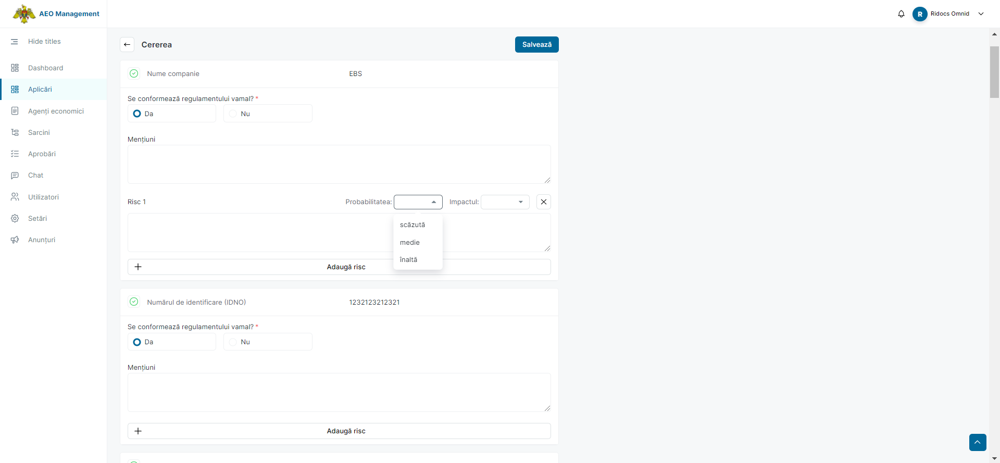 AEO Management
R
Ridocs Omnid
Hide titles
Dashboard
Aplicări
Agenți economici
Sarcini
Aprobări
Chat
Utilizatori
Setări
Anunțuri
Cererea
Salvează
Nume companie
EBS
Se conformează regulamentului vamal? *
Da
Nu
Mențiuni
Risc 1
Probabilitatea:
Impactul:
scăzută
medie
înaltă
Adaugă risc
Numărul de identificare (IDNO)
1232123212321
Se conformează regulamentului vamal? *
Da
Nu
Mențiuni
Adaugă risc